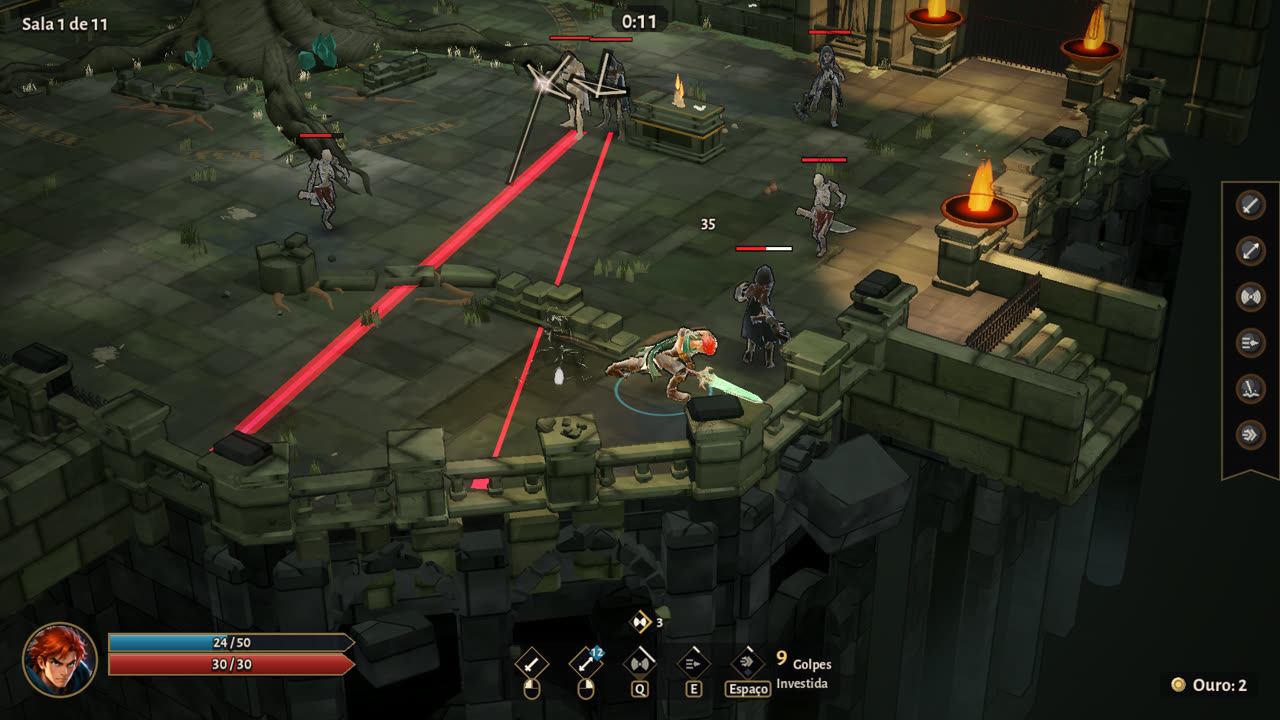 Sala 1 de 11
0:11
35
24/50
30/30
3
12
Q
E
Espaço
9 Golpes
Investida
Ouro: 2